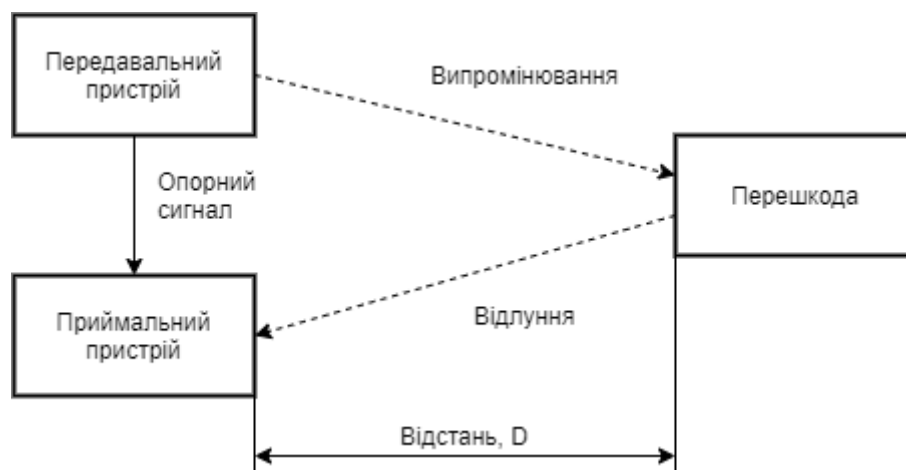 Передавальний
пристрій
Випромінювання
Опорний
сигнал
Перешкода
Приймальний
пристрій
Відлуння
Відстань, D